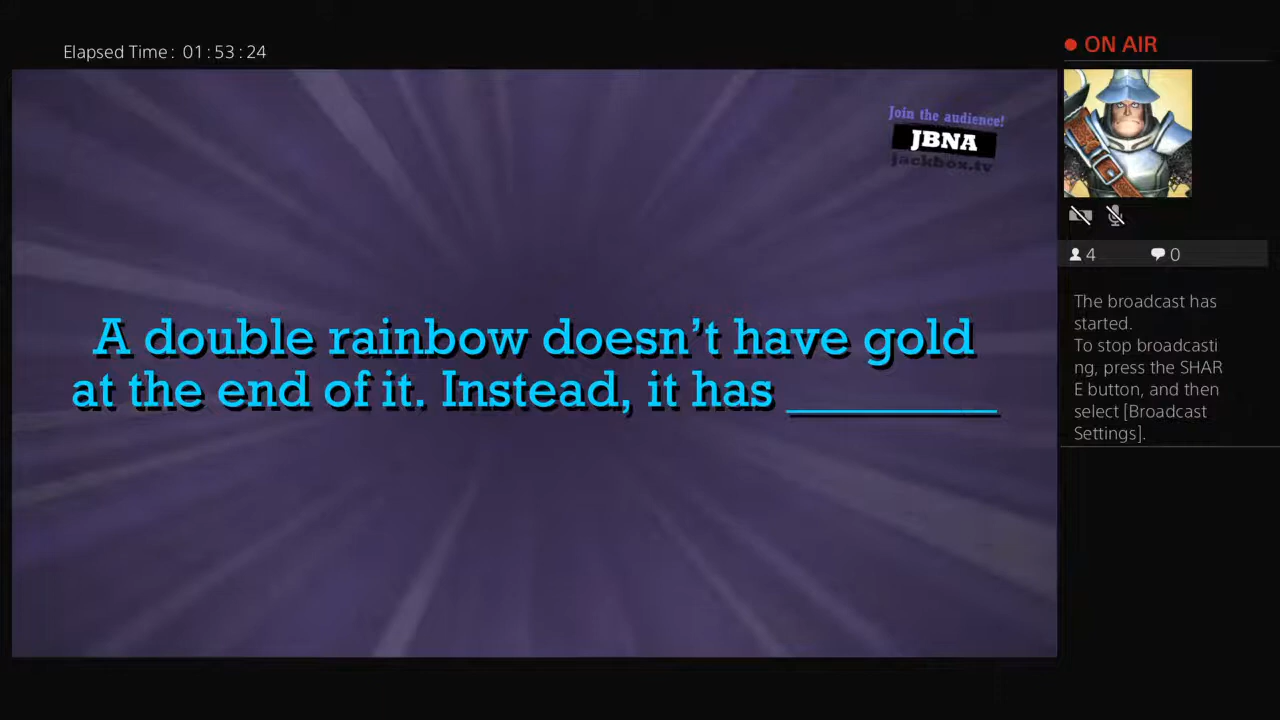 Elapsed Time: 01:53:24
ON AIR
Join the audience!
JBNA
jackbox.tv
4
0
A double rainbow doesn't have gold
at the end of it. Instead, it has ________
The broadcast has
started.
To stop broadcasti
ng, press the SHAR
E button, and then
select [Broadcast
Settings].